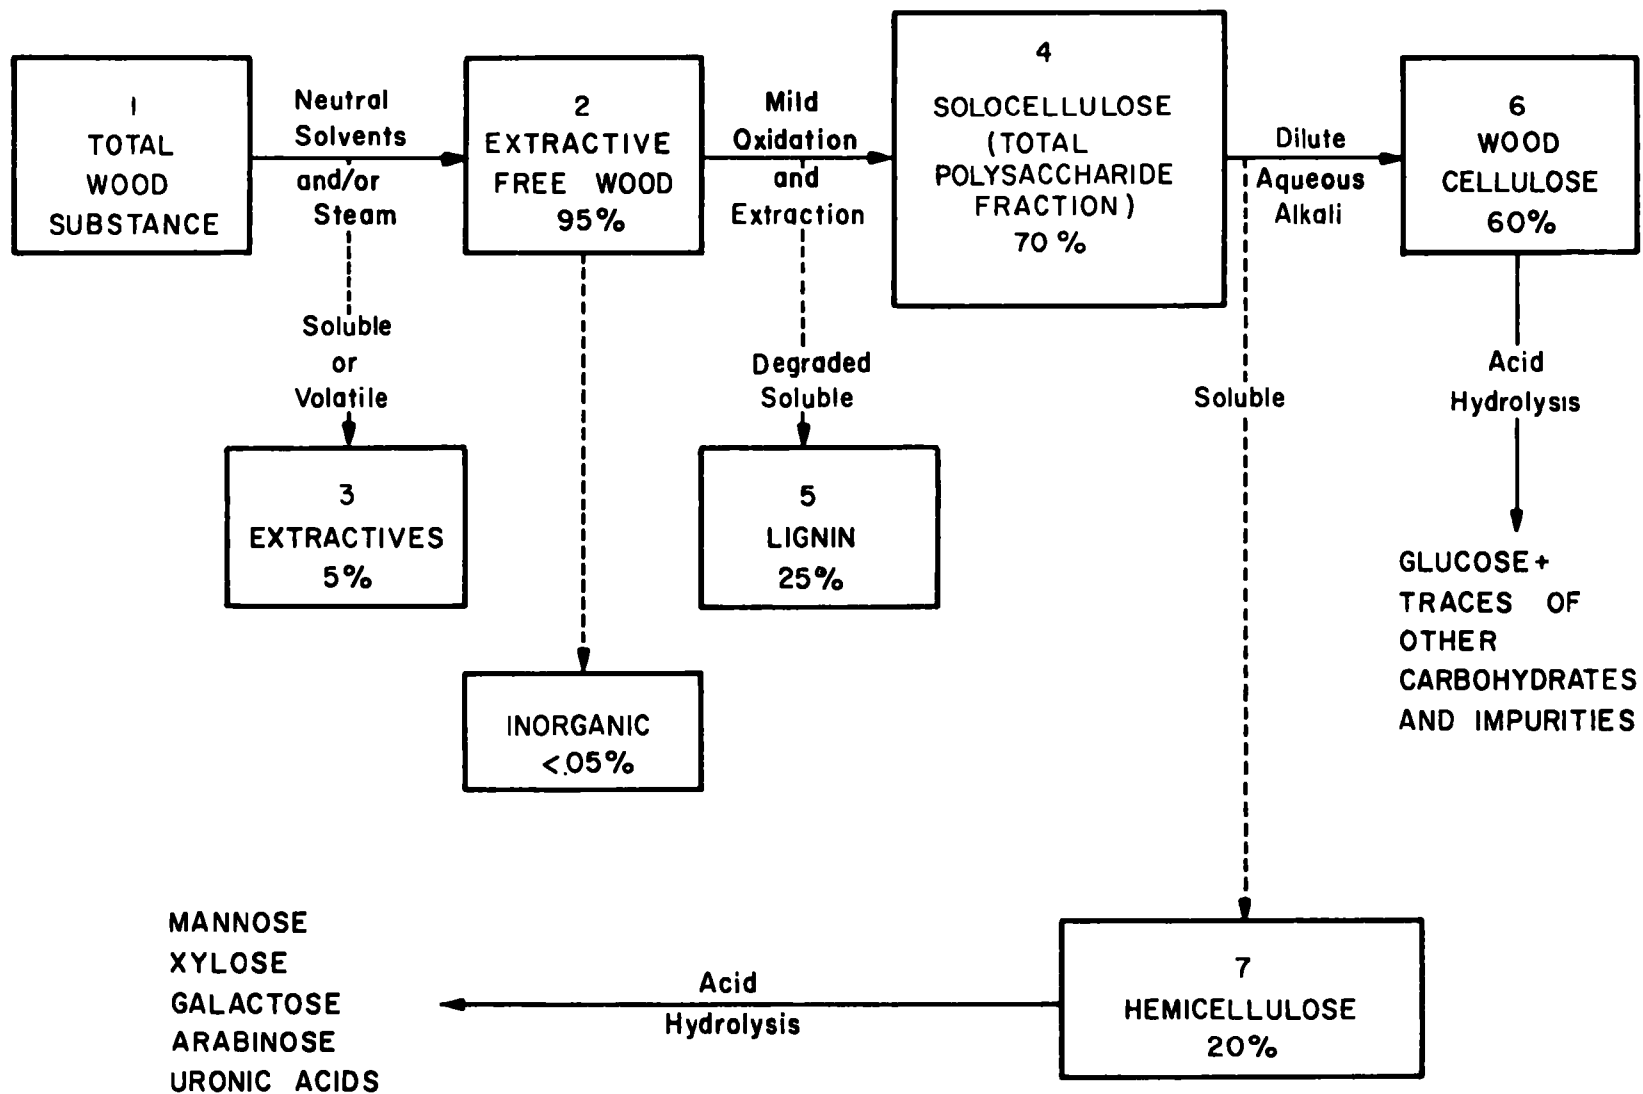 1
TOTAL
WOOD
SUBSTANCE
Neutral
Solvents
and/or
Steam
2
EXTRACTIVE
FREE WOOD
95%
Mild
Oxidation
and
Extraction
4
SOLOCELLULOSE
(TOTAL
POLYSACCHARIDE
FRACTION)
70%
Dilute
Aqueous
Alkali
6
WOOD
CELLULOSE
60%
Soluble
or
Volatile
Degraded
Soluble
Soluble
Acid
Hydrolysis
3
EXTRACTIVES
5%
5
LIGNIN
25%
GLUCOSE+
TRACES OF
OTHER
CARBOHYDRATES
AND IMPURITIES
INORGANIC
<.05%
MANNOSE
XYLOSE
GALACTOSE
ARABINOSE
URONIC ACIDS
Acid
Hydrolysis
7
HEMICELLULOSE
20%